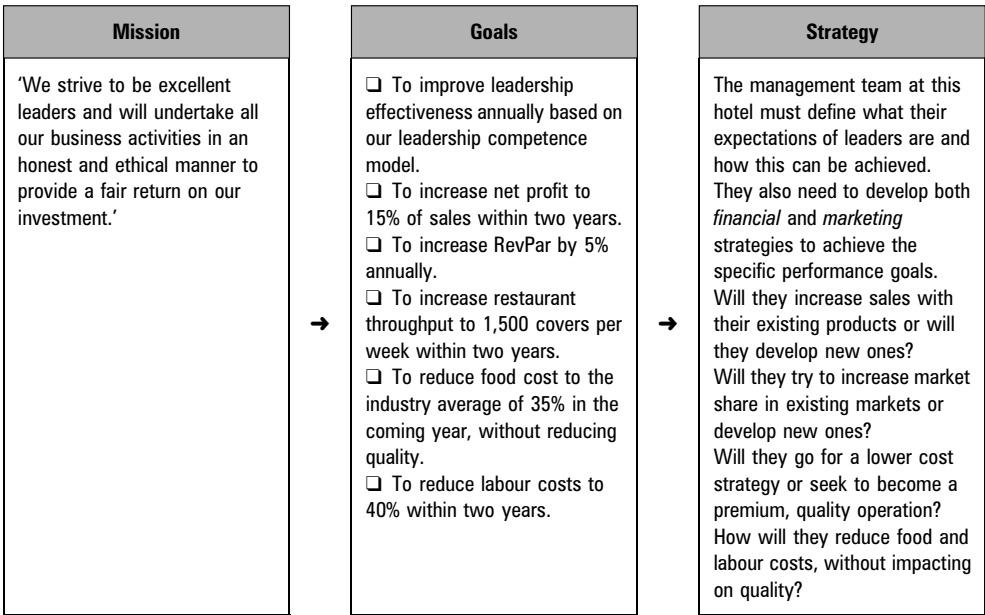 Mission
‘We strive to be excellent
leaders and will undertake all
our business activities in an
honest and ethical manner to
provide a fair return on our
investment.’
➔
Goals
❑ To improve leadership
effectiveness annually based on
our leadership competence
model.
❑ To increase net profit to
15% of sales within two years.
❑ To increase RevPar by 5%
annually.
❑ To increase restaurant
throughput to 1,500 covers per
week within two years.
❑ To reduce food cost to the
industry average of 35% in the
coming year, without reducing
quality.
❑ To reduce labour costs to
40% within two years.
➔
Strategy
The management team at this
hotel must define what their
expectations of leaders are and
how this can be achieved.
They also need to develop both
financial and marketing
strategies to achieve the
specific performance goals.
Will they increase sales with
their existing products or will
they develop new ones?
Will they try to increase market
share in existing markets or
develop new ones?
Will they go for a lower cost
strategy or seek to become a
premium, quality operation?
How will they reduce food and
labour costs, without impacting
on quality?